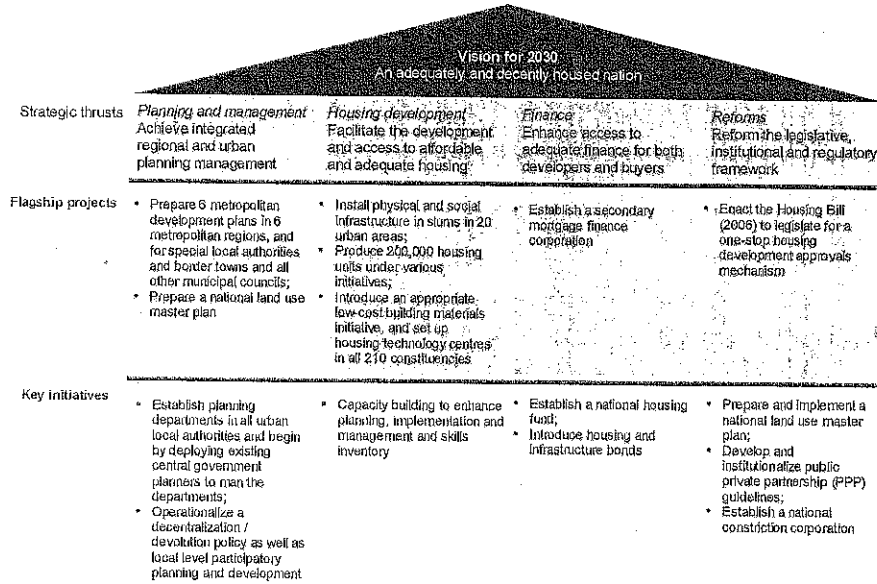 Vision for 2030
An adequately and decently housed nation
Strategic thrusts
Planning and management
Achieve integrated
regional and urban
planning management
Housing development
Facilitate the development
and access to affordable
and adequate housing
Finance
Enhance access to
adequate finance for both
developers and buyers
Reforms
Reform the legislative,
institutional and regulatory
framework
Flagship projects
• Prepare 6 metropolitan
development plans in 6
metropolitan regions, and
for special local authorities
and border towns and all
other municipal councils;
• Prepare a national land use
master plan
• Install physical and social
infrastructure in slums in 20
urban areas;
• Produce 200,000 housing
units under various
initiatives;
• Introduce an appropriate
low-cost building materials
initiative, and set up
housing technology centres
in all 210 constituencies
• Establish a secondary
mortgage finance
corporation
• Enact the Housing Bill
(2006) to legislate for a
one-stop housing
development approvals
mechanism
Key initiatives
• Establish planning
departments in all urban
local authorities and begin
by deploying existing
central government
planners to man the
departments;
• Operationalize a
decentralization /
devolution policy as well as
local level participatory
planning and development
• Capacity building to enhance
planning, implementation and
management and skills
inventory
• Establish a national housing
fund;
• Introduce housing and
infrastructure bonds
• Prepare and implement a
national land use master
plan;
• Develop and
institutionalize public
private partnership (PPP)
guidelines;
• Establish a national
constriction corporation